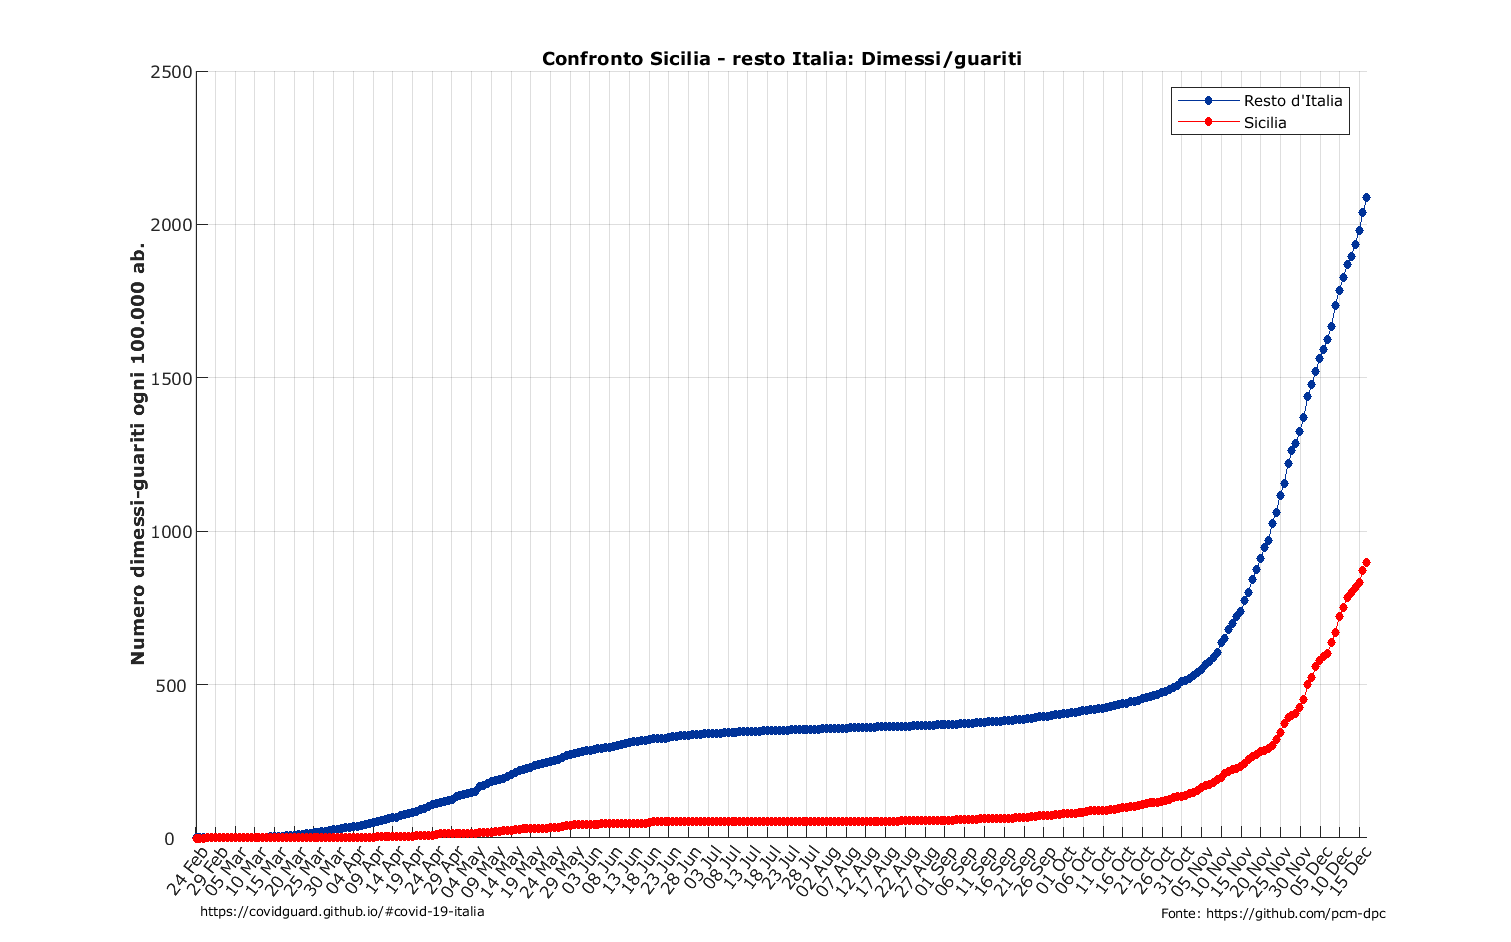 Confronto Sicilia - resto Italia: Dimessi/guariti
Resto d'Italia
Sicilia
Numero dimessi-guariti ogni 100.000 ab.
2500
2000
1500
1000
500
0
24 Feb
29 Feb
05 Mar
10 Mar
15 Mar
20 Mar
25 Mar
30 Mar
04 Apr
09 Apr
14 Apr
19 Apr
24 Apr
29 Apr
04 May
09 May
14 May
19 May
24 May
29 May
03 Jun
08 Jun
13 Jun
18 Jun
23 Jun
28 Jun
03 Jul
08 Jul
13 Jul
18 Jul
23 Jul
28 Jul
02 Aug
07 Aug
12 Aug
17 Aug
22 Aug
27 Aug
01 Sep
06 Sep
11 Sep
16 Sep
21 Sep
26 Sep
01 Oct
06 Oct
11 Oct
16 Oct
21 Oct
26 Oct
31 Oct
05 Nov
10 Nov
15 Nov
20 Nov
25 Nov
30 Nov
05 Dec
10 Dec
15 Dec
https://covidguard.github.io/#covid-19-italia
Fonte: https://github.com/pcm-dpc